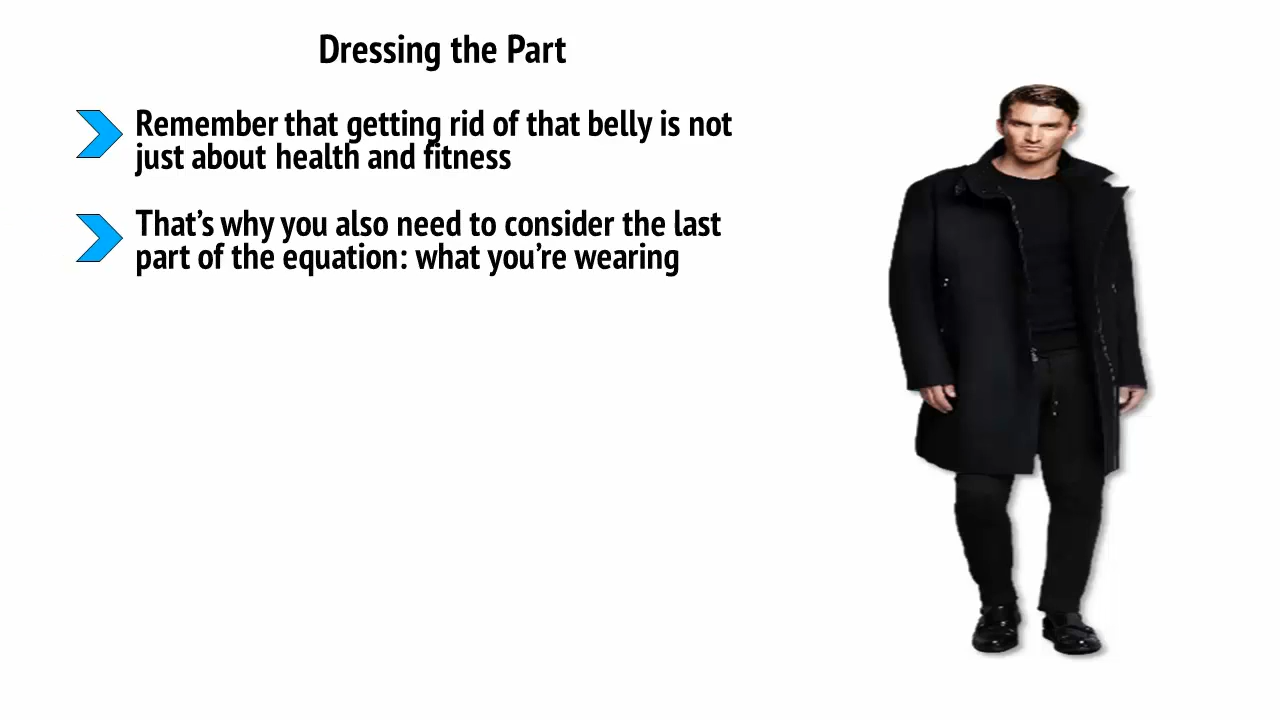 Dressing the Part
Remember that getting rid of that belly is not
just about health and fitness
That’s why you also need to consider the last
part of the equation: what you’re wearing